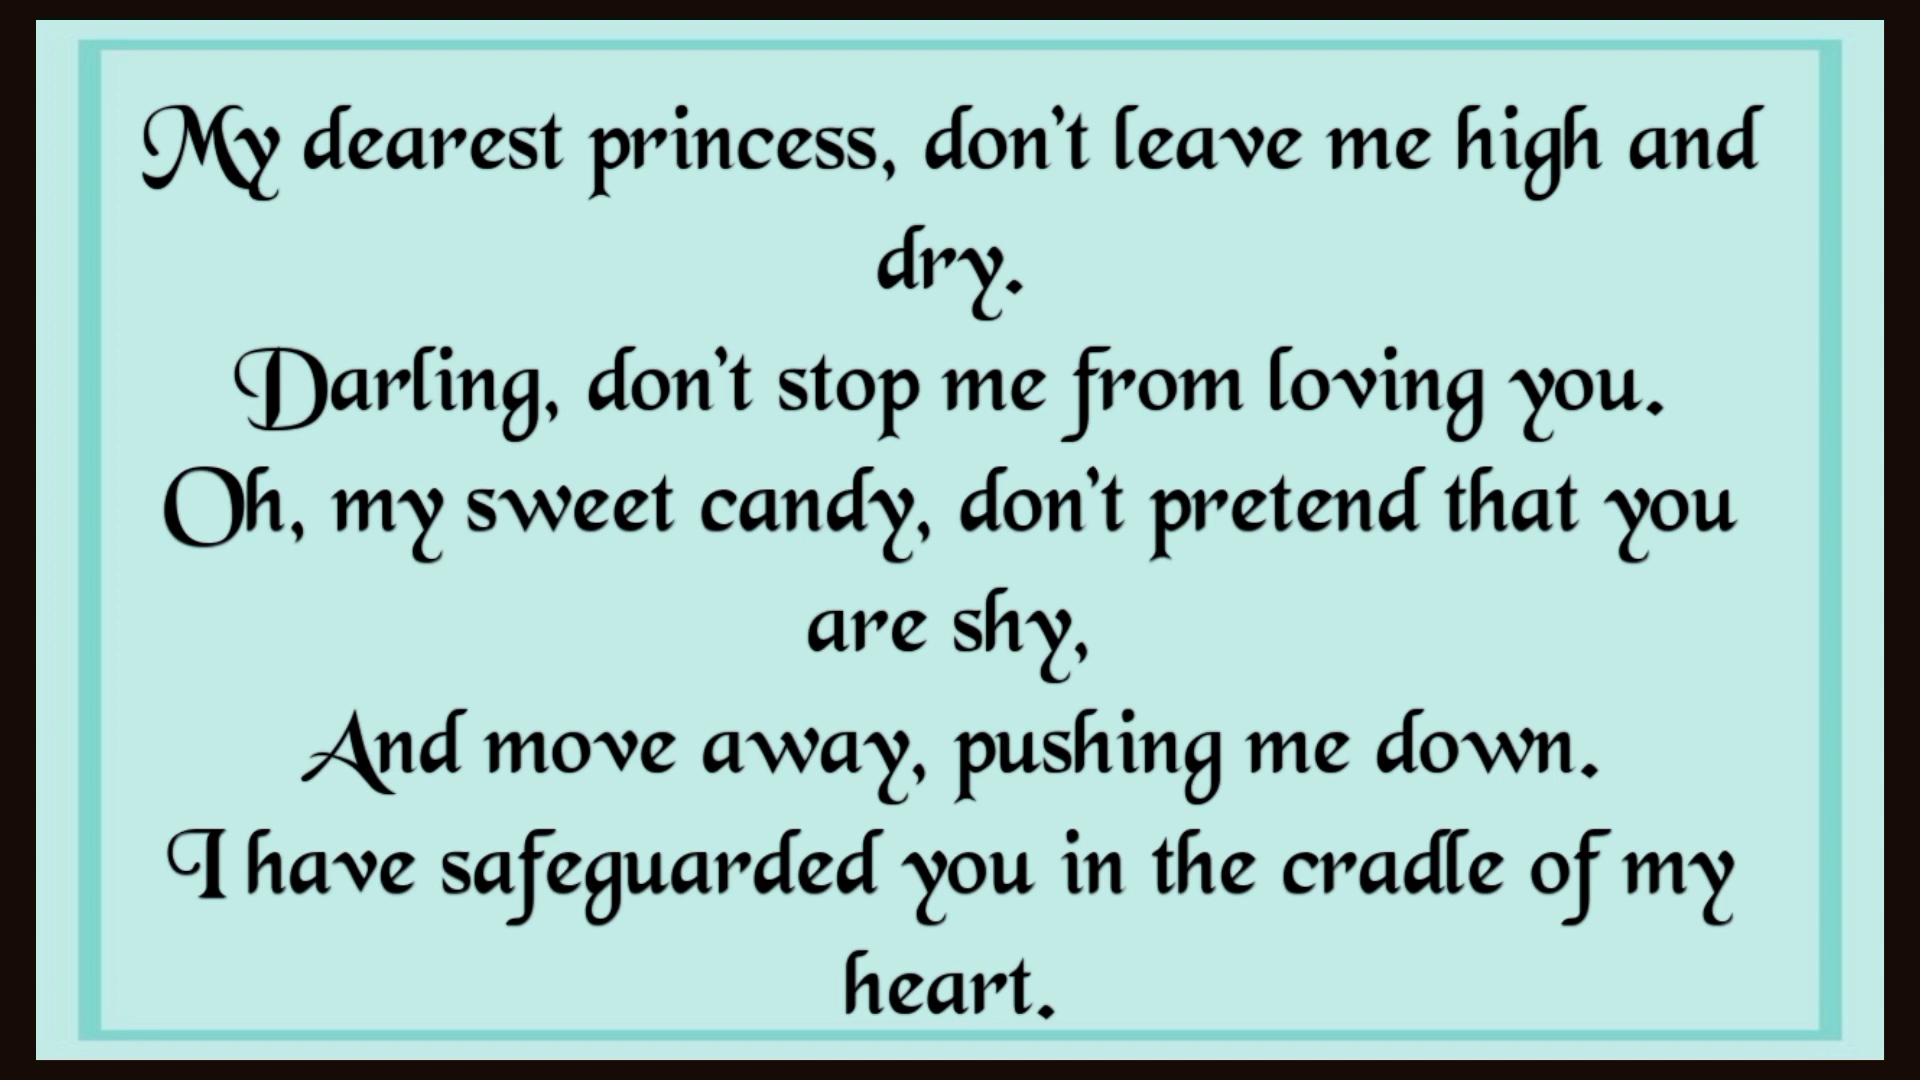 My dearest princess, don't leave me high and
dry.
Darling, don't stop me from loving you.
Oh, my sweet candy, don't pretend that you
are shy,
And move away, pushing me down.
I have safeguarded you in the cradle of my
heart.